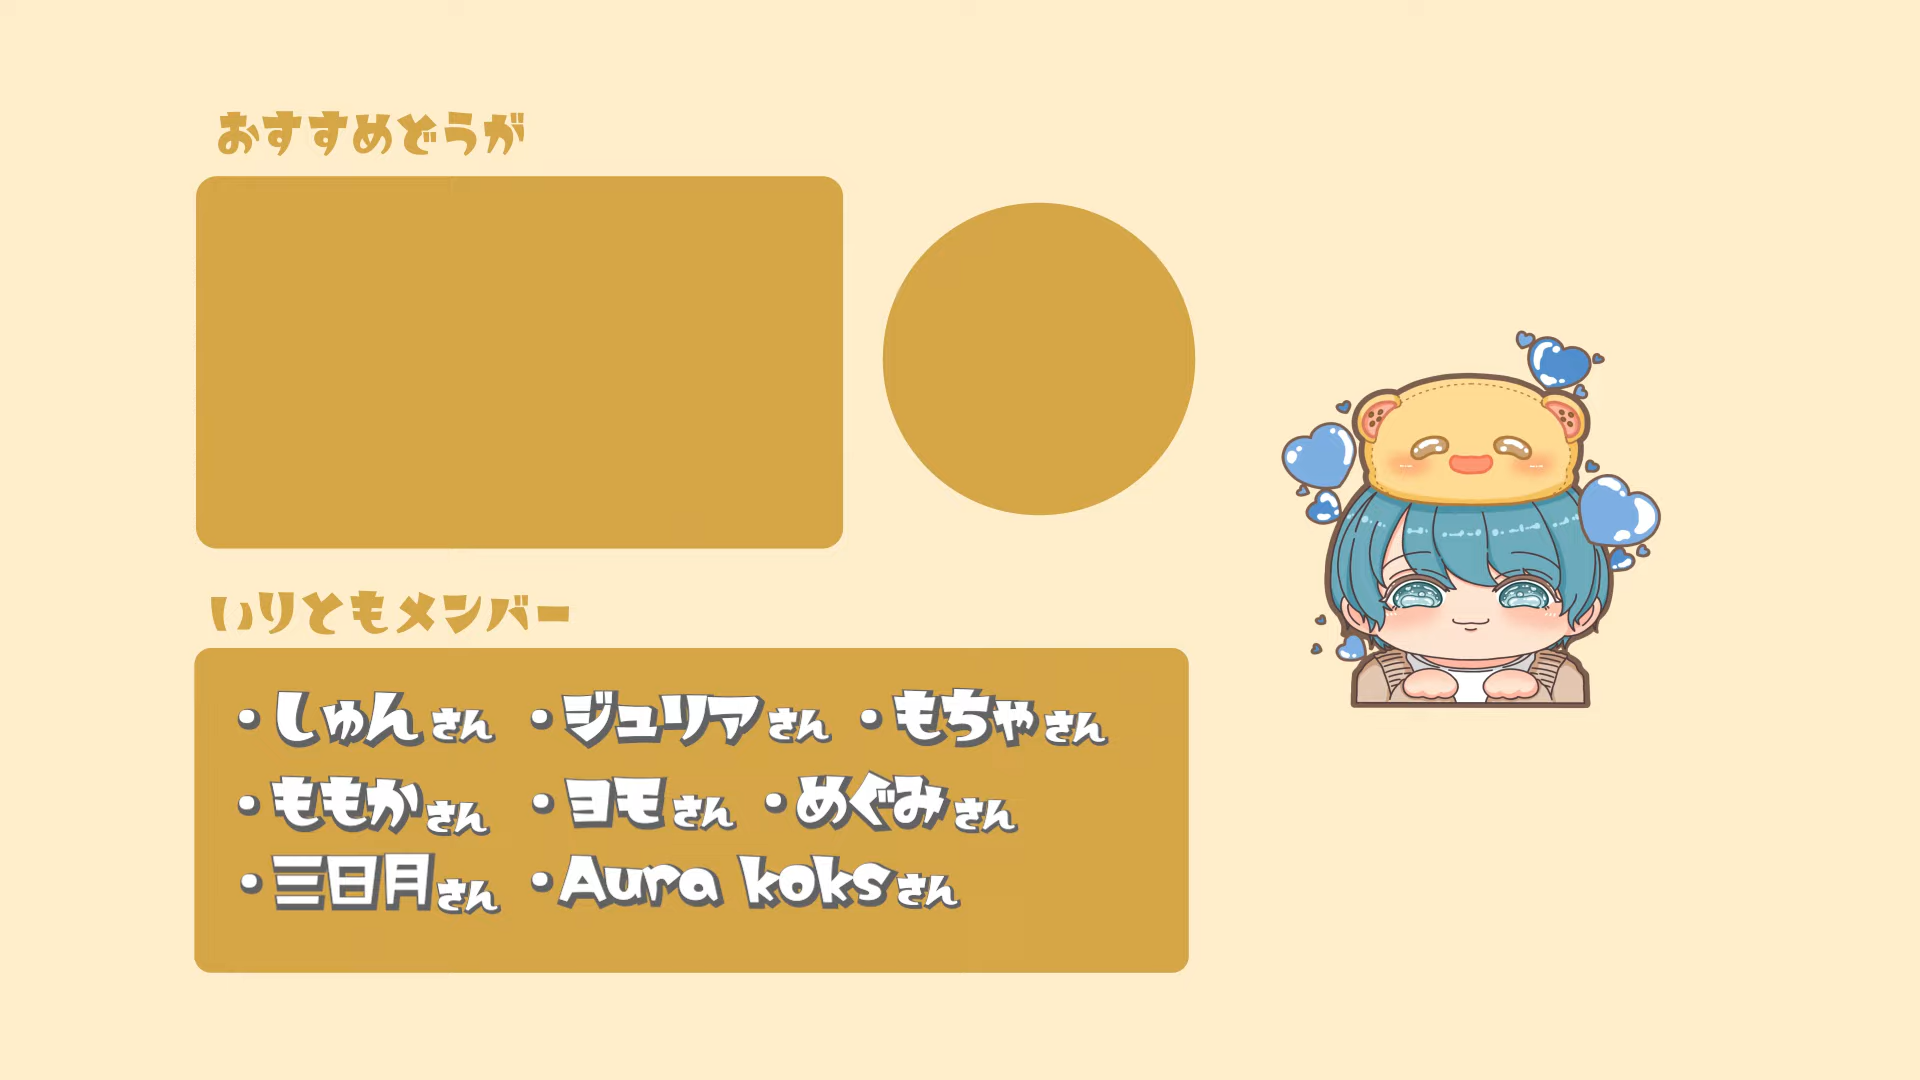 おすすめどうが
いりともメンバー
・しゅんさん ・ジュリアさん ・もちゃさん
・ももかさん ・ヨモさん ・めぐみさん
・三日月さん ・Aura koksさん